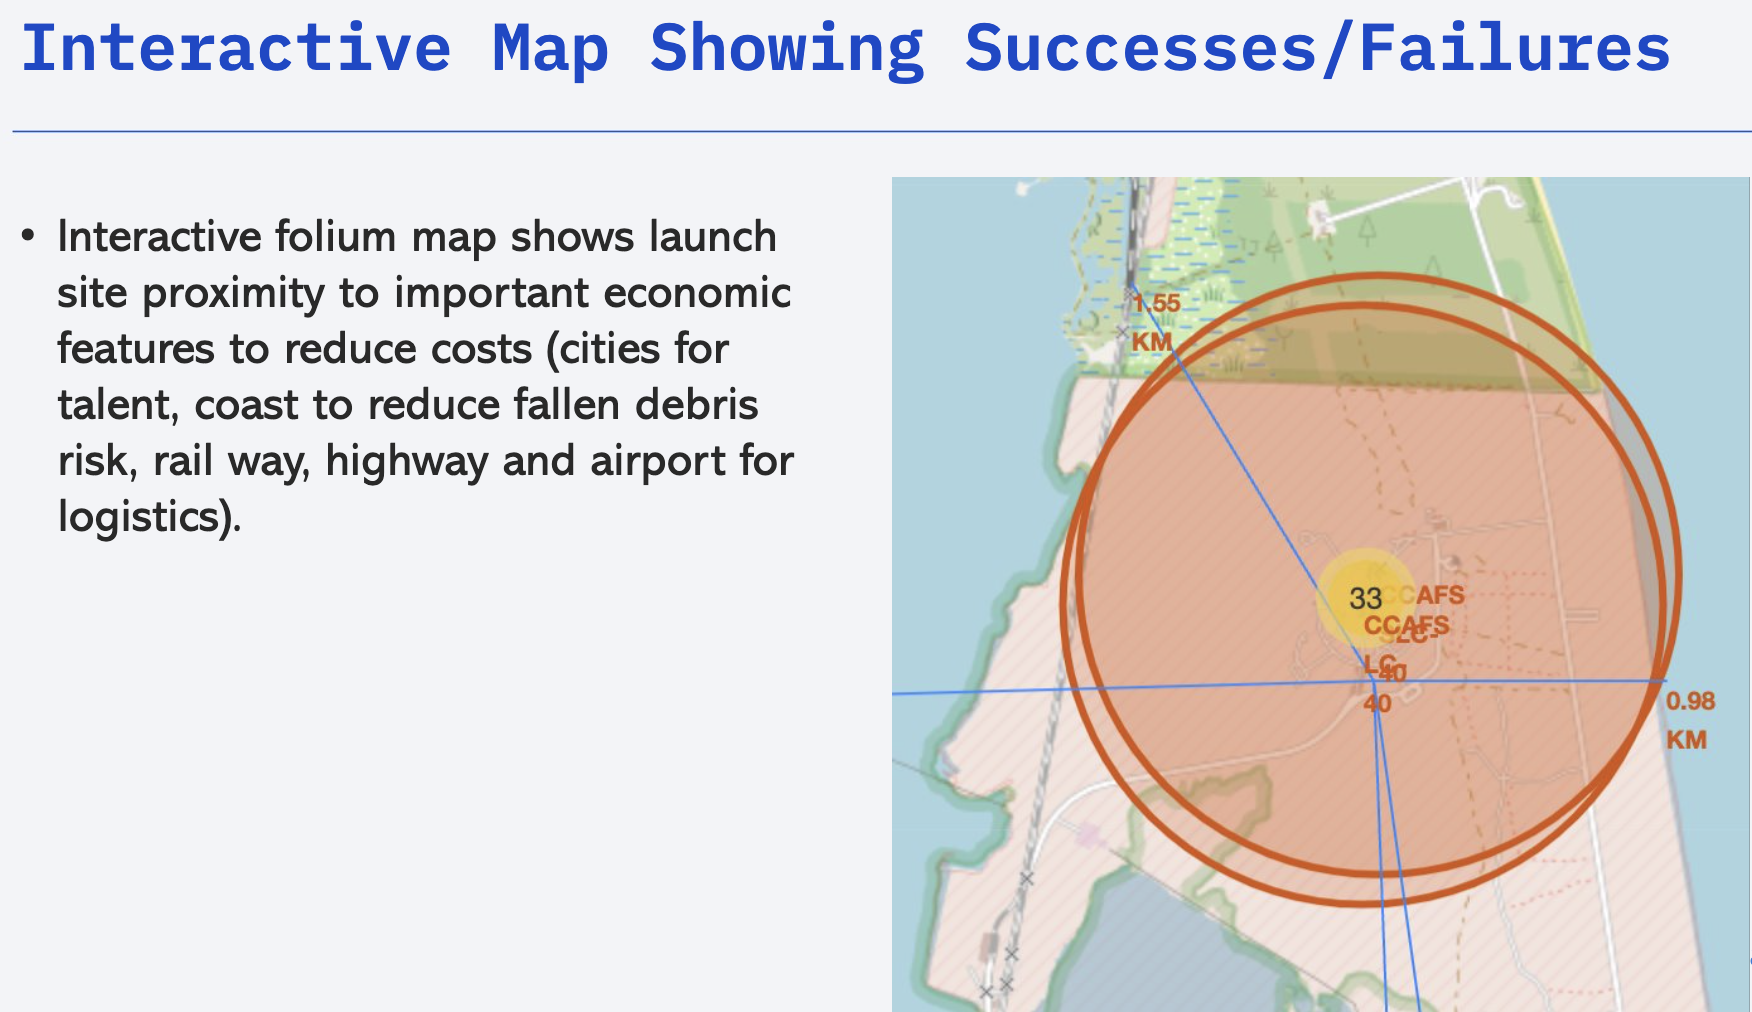 Interactive Map Showing Successes/Failures
• Interactive folium map shows launch
site proximity to important economic
features to reduce costs (cities for
talent, coast to reduce fallen debris
risk, rail way, highway and airport for
logistics).
1.55
KM
33
CCAFS
CCAFS
SLC-
LC-
40
40
0.98
KM